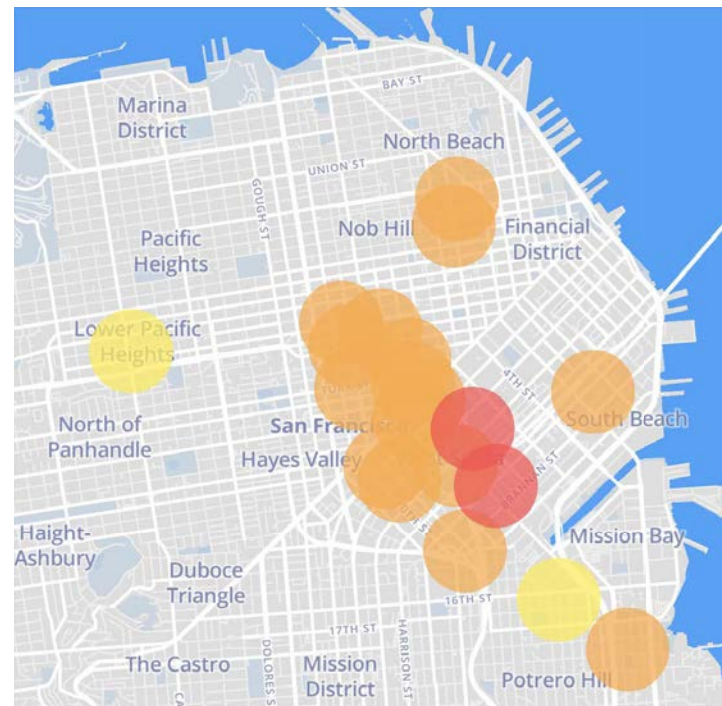 Marina
District
BAY ST
North Beach
UNION ST
GOUGH ST
Nob Hill
Financial
District
Pacific
Heights
Lower Pacific
Heights
4TH ST
South Beach
North of
Panhandle
San Francisc
Hayes Valley
BRANNAN ST
Mission Bay
Haight-
Ashbury
Duboce
Triangle
16TH ST
17TH ST
HARRISON ST
DOLORES S
The Castro
Mission
District
Potrero Hill